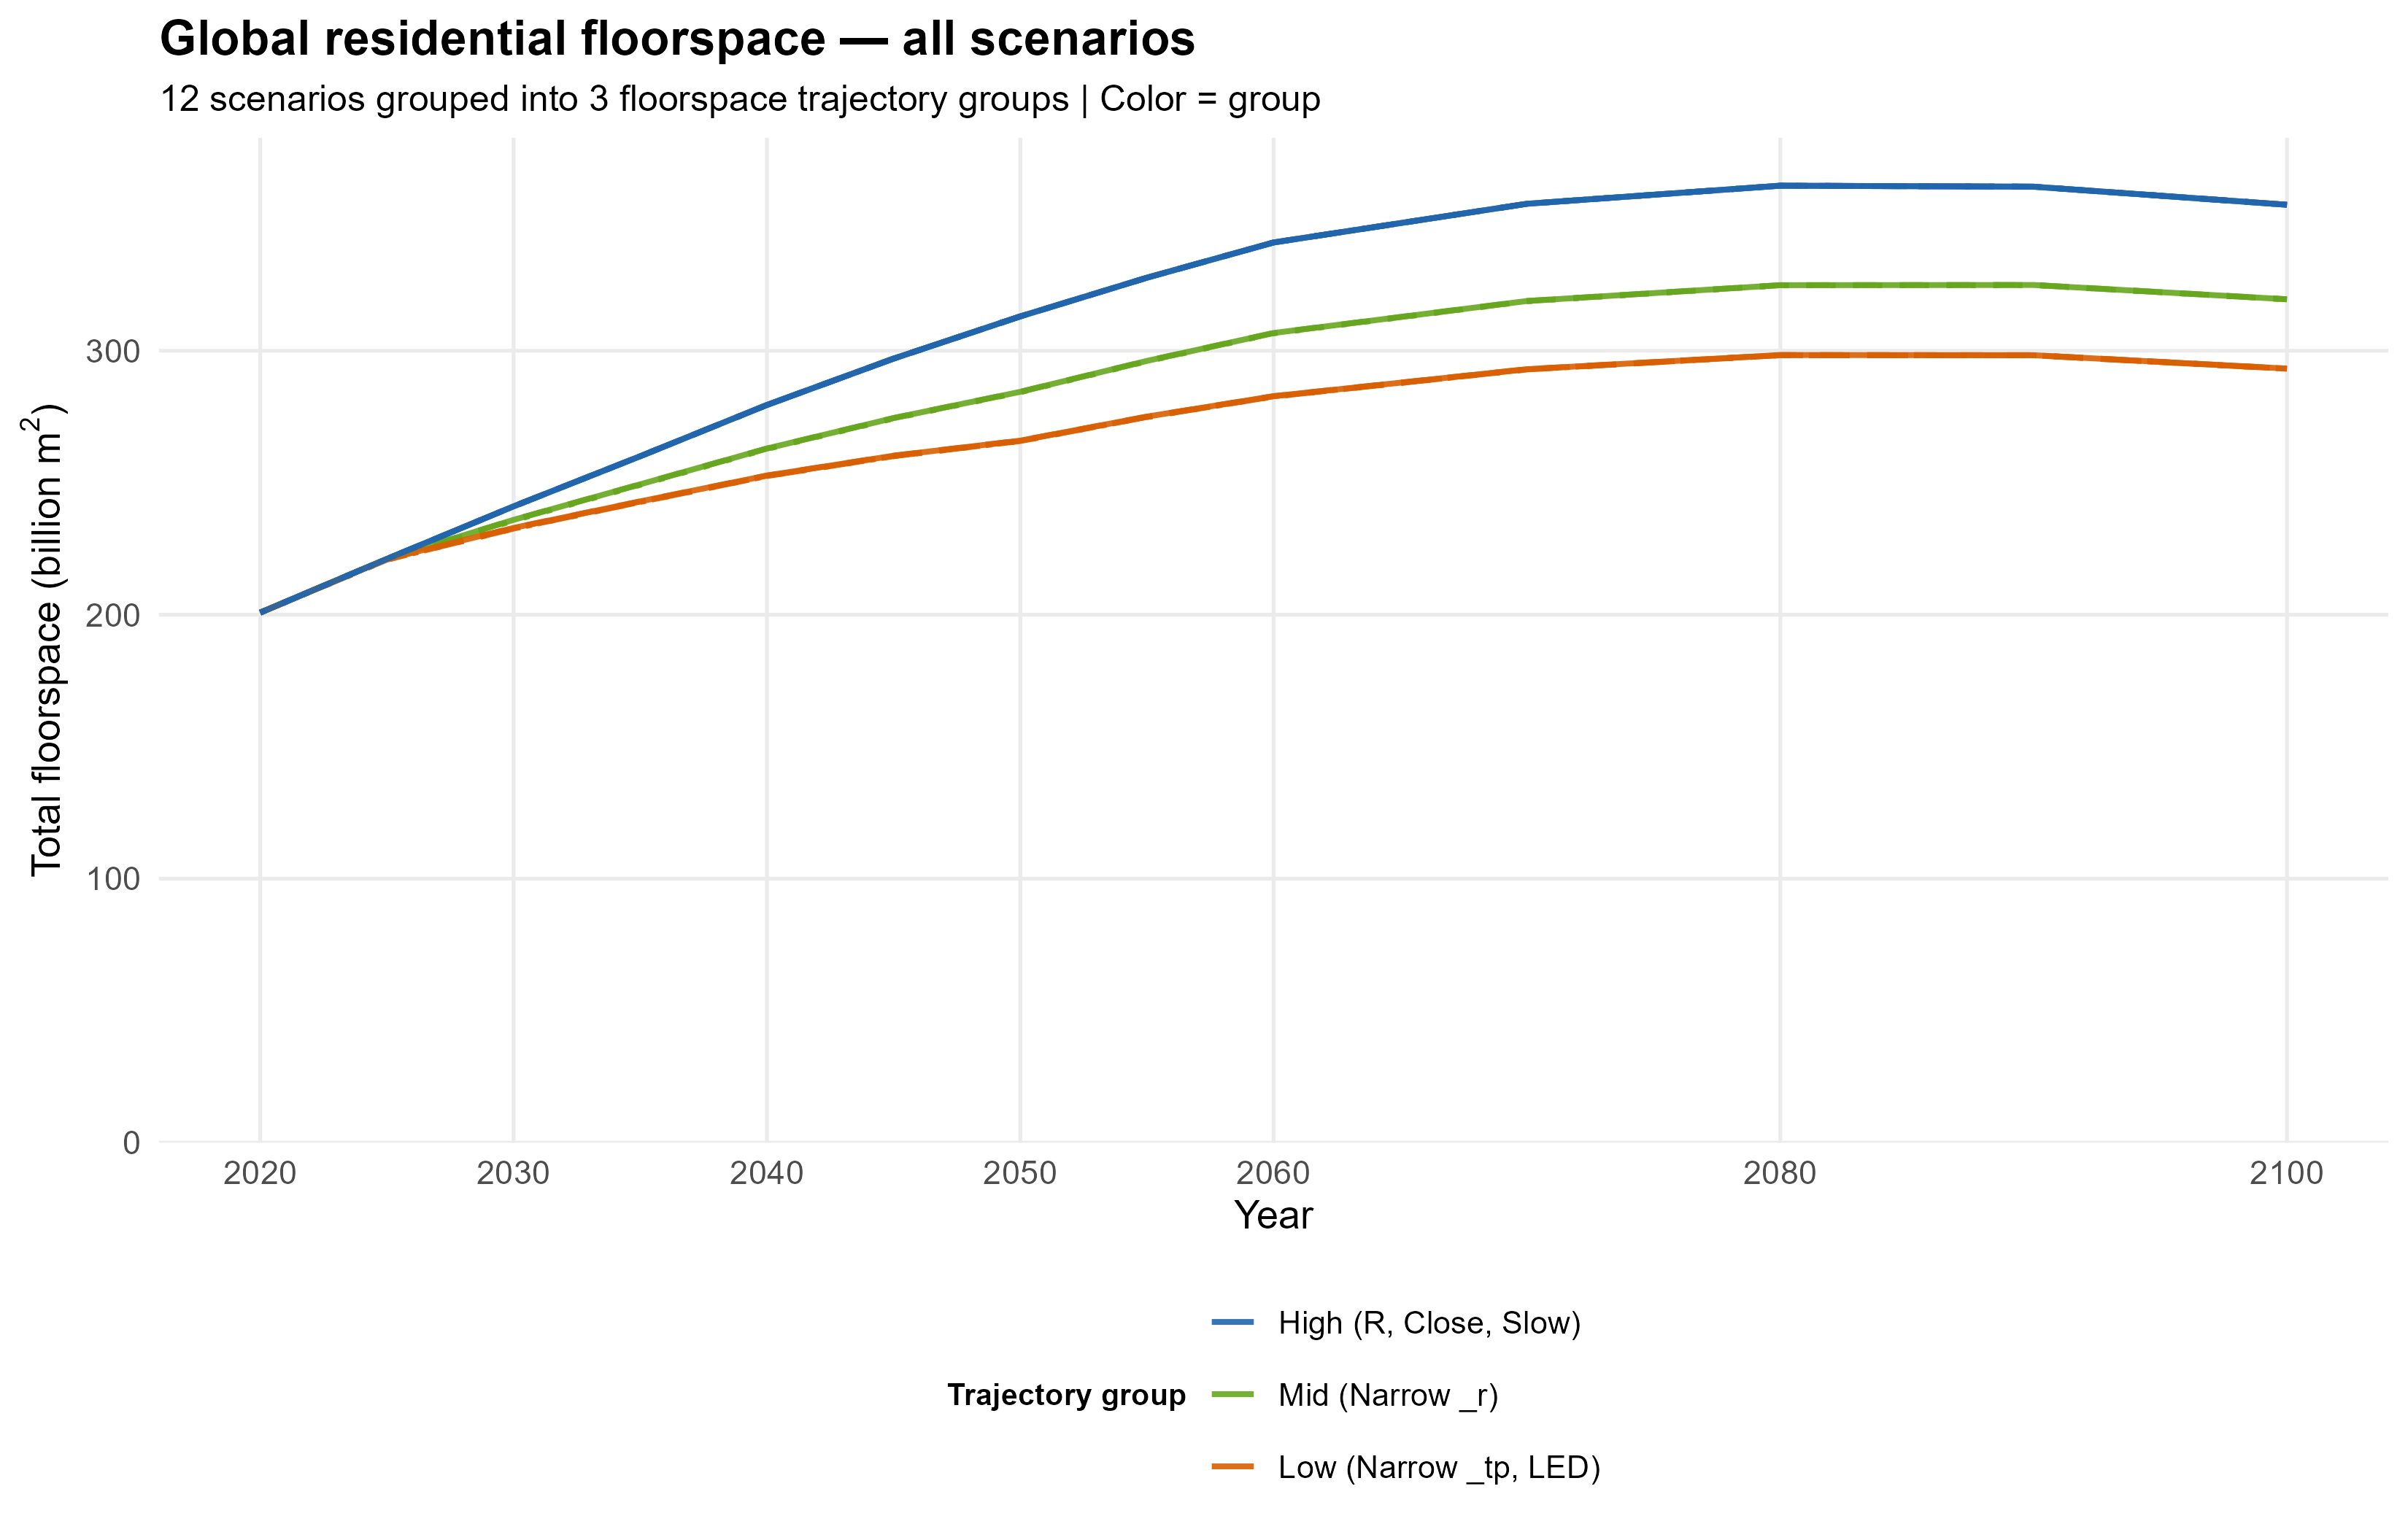 Global residential floorspace — all scenarios
12 scenarios grouped into 3 floorspace trajectory groups | Color = group
Total floorspace (billion m²)
300
200
100
0
2020 2030 2040 2050 2060 2080 2100
Year
Trajectory group
High (R, Close, Slow)
Mid (Narrow _r)
Low (Narrow _tp, LED)